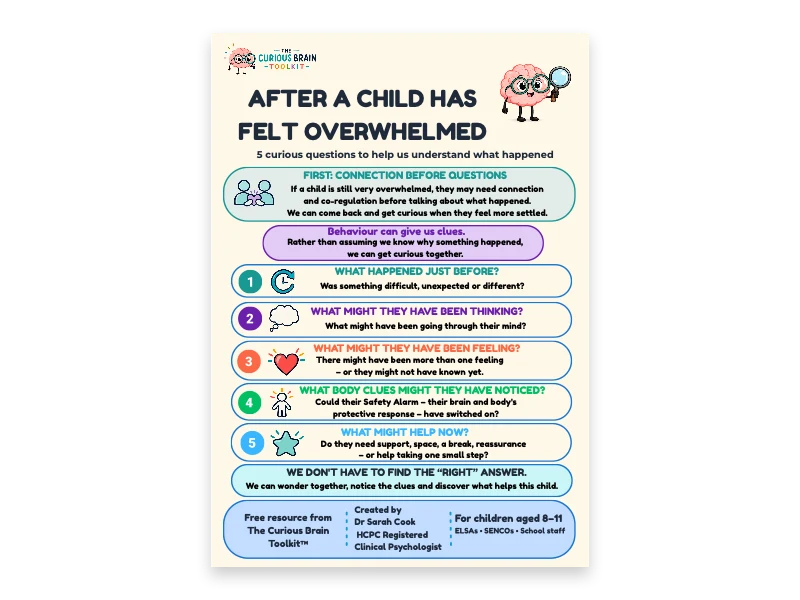 THE
CURIOUS BRAIN
TOOLKIT
AFTER A CHILD HAS
FELT OVERWHELMED
5 curious questions to help us understand what happened
FIRST: CONNECTION BEFORE QUESTIONS
If a child is still very overwhelmed, they may need connection
and co-regulation before talking about what happened.
We can come back and get curious when they feel more settled.
Behaviour can give us clues.
Rather than assuming we know why something happened,
we can get curious together.
1
WHAT HAPPENED JUST BEFORE?
Was something difficult, unexpected or different?
2
WHAT MIGHT THEY HAVE BEEN THINKING?
What might have been going through their mind?
3
WHAT MIGHT THEY HAVE BEEN FEELING?
There might have been more than one feeling
– or they might not have known yet.
4
WHAT BODY CLUES MIGHT THEY HAVE NOTICED?
Could their Safety Alarm – their brain and body's
protective response – have switched on?
5
WHAT MIGHT HELP NOW?
Do they need support, space, a break, reassurance
– or help taking one small step?
WE DON'T HAVE TO FIND THE “RIGHT” ANSWER.
We can wonder together, notice the clues and discover what helps this child.
Free resource from
The Curious Brain
Toolkit™
Created by
Dr Sarah Cook
HCPC Registered
Clinical Psychologist
For children aged 8–11
ELSAs • SENCOs • School staff